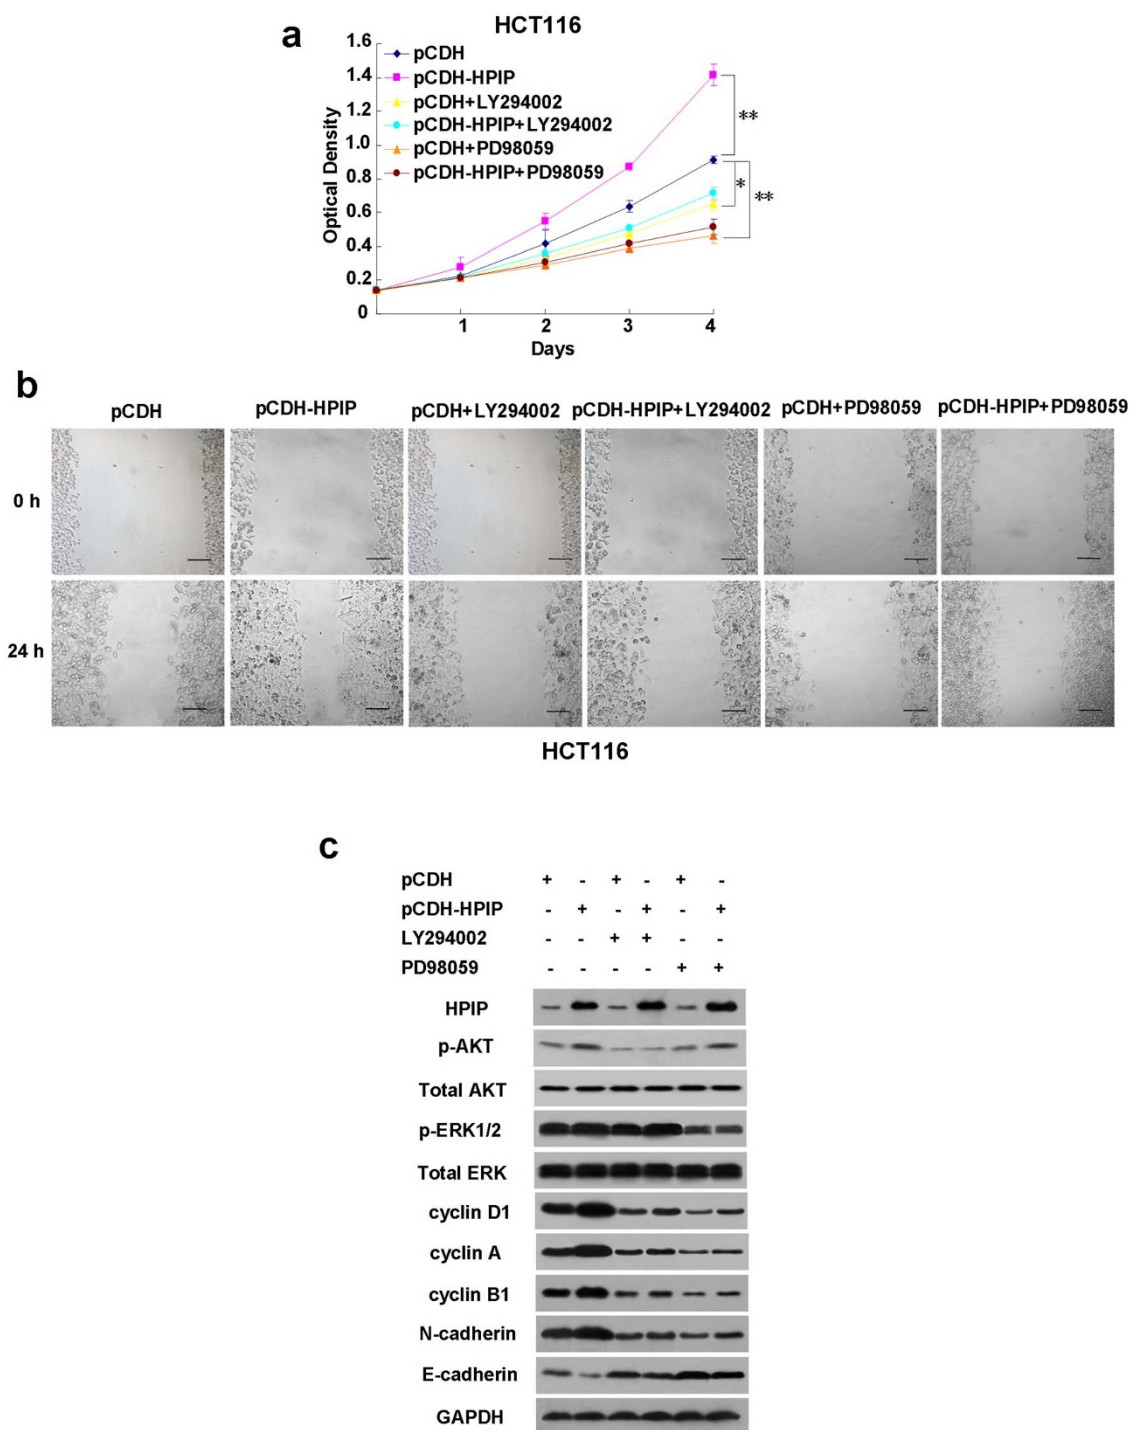 a
HCT116
1.6
1.4
1.2
1.0
0.8
0.6
0.4
0.2
0
Optical Density
pCDH
pCDH-HPIP
pCDH+LY294002
pCDH-HPIP+LY294002
pCDH+PD98059
pCDH-HPIP+PD98059
**
*
**
1 2 3 4
Days
b
pCDH pCDH-HPIP pCDH+LY294002 pCDH-HPIP+LY294002 pCDH+PD98059 pCDH-HPIP+PD98059
0 h
24 h
HCT116
c
pCDH + - + - + -
pCDH-HPIP - + - + - +
LY294002 - - + + - -
PD98059 - - - - + +
HPIP
p-AKT
Total AKT
p-ERK1/2
Total ERK
cyclin D1
cyclin A
cyclin B1
N-cadherin
E-cadherin
GAPDH